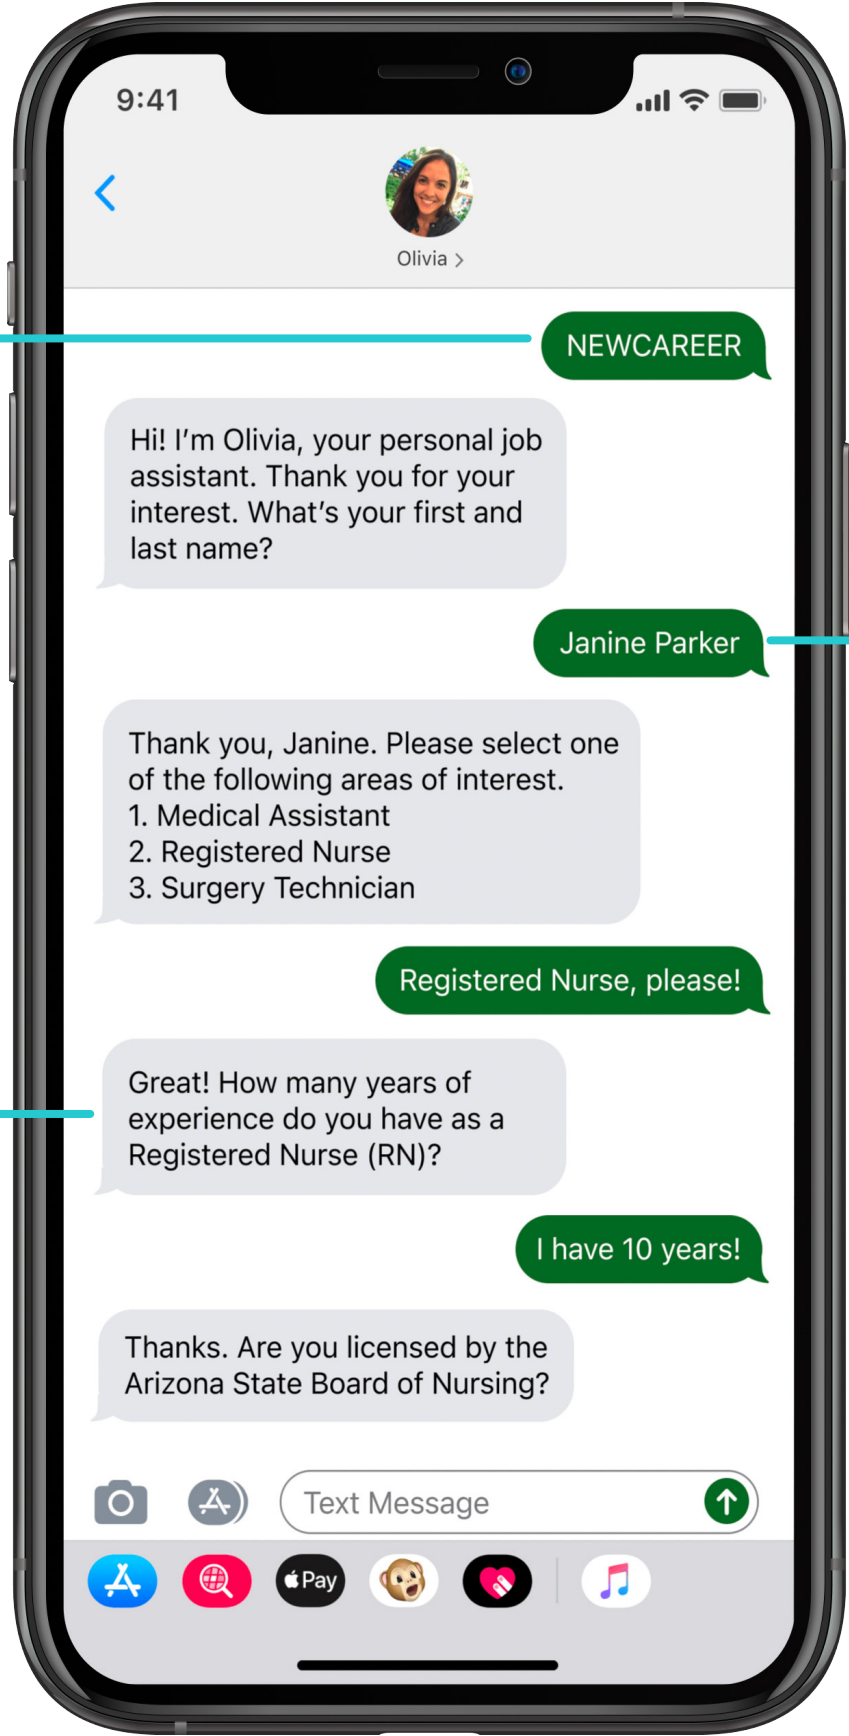 9:41
Olivia >
NEWCAREER
Hi! I'm Olivia, your personal job
assistant. Thank you for your
interest. What's your first and
last name?
Janine Parker
Thank you, Janine. Please select one
of the following areas of interest.
1. Medical Assistant
2. Registered Nurse
3. Surgery Technician
Registered Nurse, please!
Great! How many years of
experience do you have as a
Registered Nurse (RN)?
I have 10 years!
Thanks. Are you licensed by the
Arizona State Board of Nursing?
Text Message
Pay